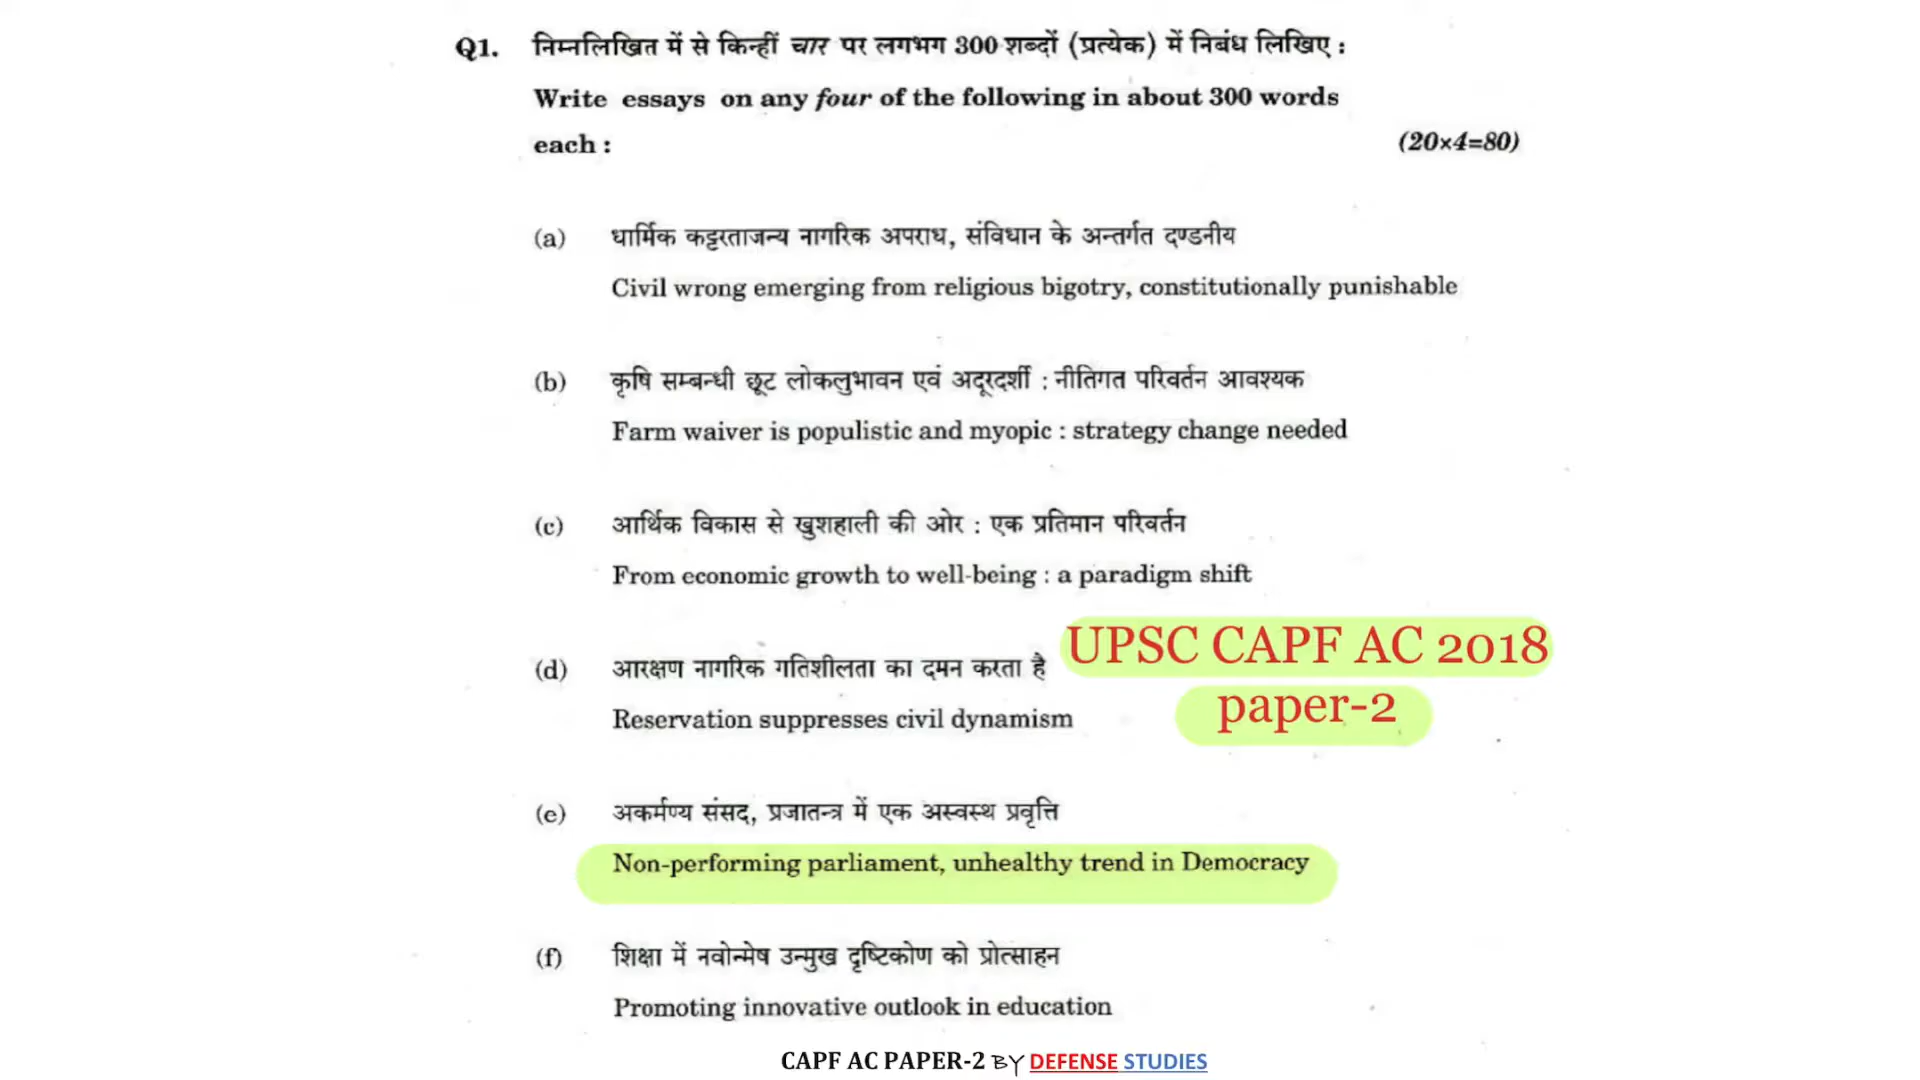 Q1. निम्नलिखित में से किन्हीं चार पर लगभग 300 शब्दों (प्रत्येक) में निबंध लिखिए :
Write essays on any four of the following in about 300 words
each : (20×4=80)
(a) धार्मिक कट्टरताजन्य नागरिक अपराध, संविधान के अन्तर्गत दण्डनीय
Civil wrong emerging from religious bigotry, constitutionally punishable
(b) कृषि सम्बन्धी छूट लोकलुभावन एवं अदूरदर्शी : नीतिगत परिवर्तन आवश्यक
Farm waiver is populistic and myopic : strategy change needed
(c) आर्थिक विकास से खुशहाली की ओर : एक प्रतिमान परिवर्तन
From economic growth to well-being : a paradigm shift
UPSC CAPF AC 2018
paper-2
(d) आरक्षण नागरिक गतिशीलता का दमन करता है
Reservation suppresses civil dynamism
(e) अकर्मण्य संसद, प्रजातन्त्र में एक अस्वस्थ प्रवृत्ति
Non-performing parliament, unhealthy trend in Democracy
(f) शिक्षा में नवोन्मेष उन्मुख दृष्टिकोण को प्रोत्साहन
Promoting innovative outlook in education
CAPF AC PAPER-2 BY DEFENSE STUDIES